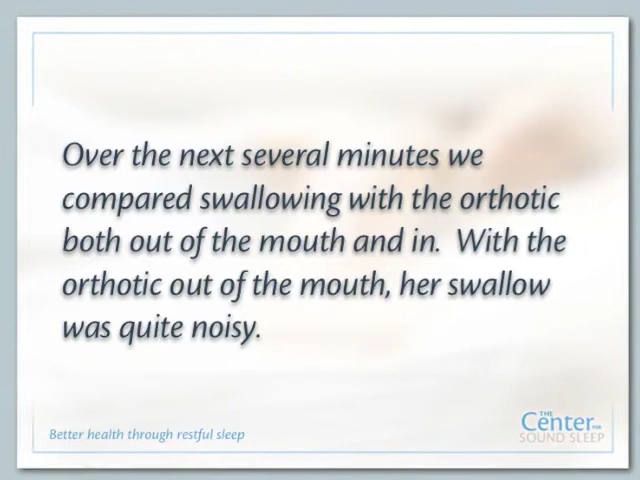 Over the next several minutes we
compared swallowing with the orthotic
both out of the mouth and in.  With the
orthotic out of the mouth, her swallow
was quite noisy.
Better health through restful sleep
THE
Center FOR
SOUND SLEEP